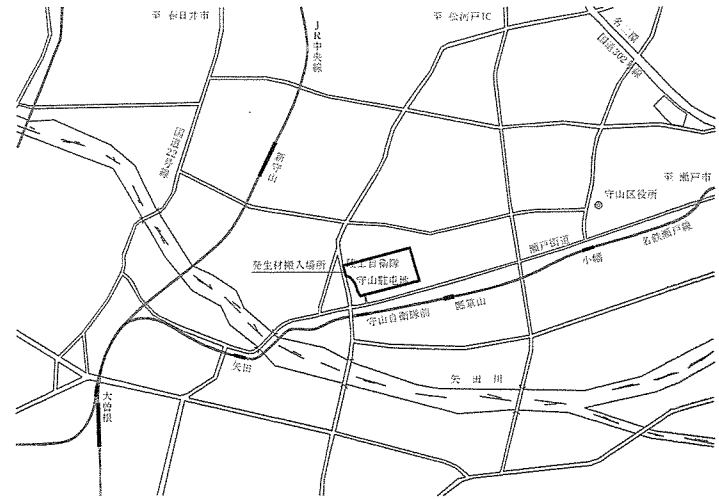 至 春日井市
JR中央線
至 松河戸IC
名二環
国道302号線
国道22号線
新守山
守山区役所
至 瀬戸市
瀬戸街道
名鉄瀬戸線
小幡
発生材搬入場所
陸上自衛隊
守山駐屯地
瓢箪山
守山自衛隊前
矢田
矢田川
大曽根